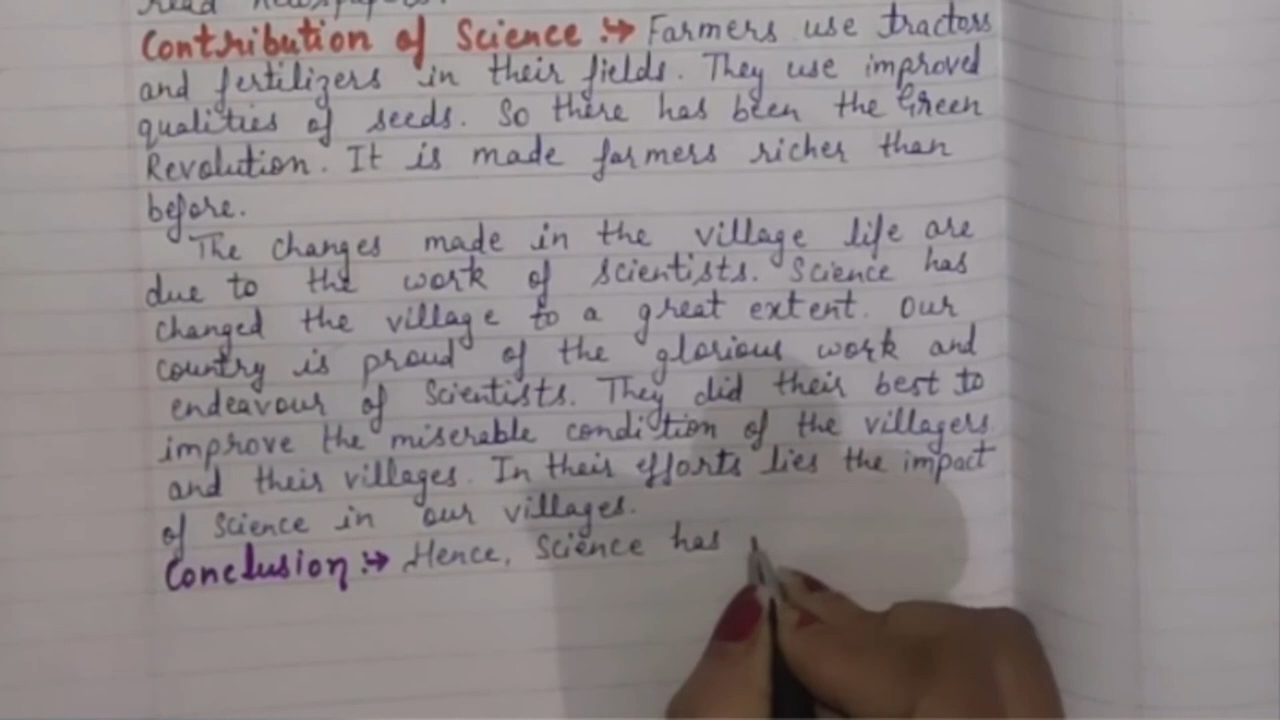 read newspapers.
Contribution of Science :→ Farmers use tractors
and fertilizers in their fields. They use improved
qualities of seeds. So there has been the Green
Revolution. It is made farmers richer than
before.
The changes made in the village life are
due to the work of scientists. Science has
changed the village to a great extent. Our
country is proud of the glorious work and
endeavour of Scientists. They did their best to
improve the miserable condition of the villagers
and their villages. In their efforts lies the impact
of science in our villages.
Conclusion :→ Hence, Science has